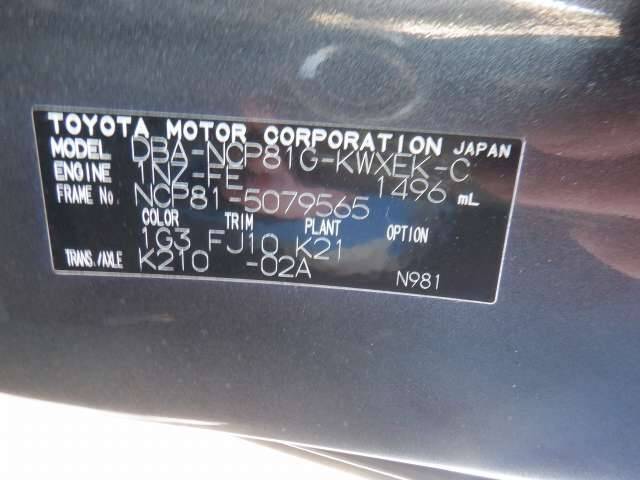 TOYOTA MOTOR CORPORATION JAPAN
MODEL DBA-NCP81G-KWXEK-C
ENGINE 1NZ-FE 1496 mL
FRAME No. NCP81-5079565
COLOR TRIM PLANT OPTION
1G3 FJ10 K21
TRANS./AXLE K210 -02A
N981